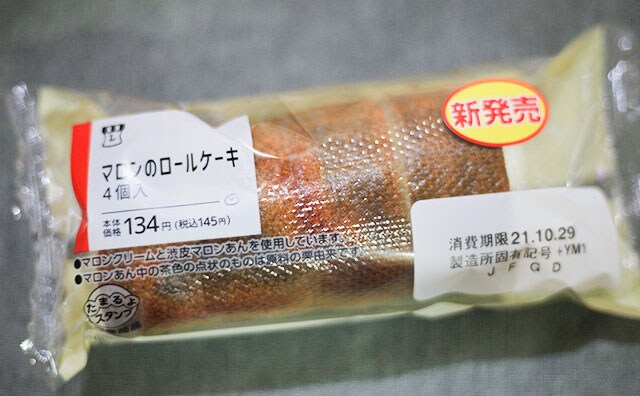 新発売
マロンのロールケーキ
4個入
本体価格 134円(税込145円)
●マロンクリームと渋皮マロンあんを使用しています。
●マロンあん中の茶色の点状のものは原料の栗由来です。
消費期限 21.10.29
製造所固有記号 +YM1
J F G D
たまるよ
スタンプ